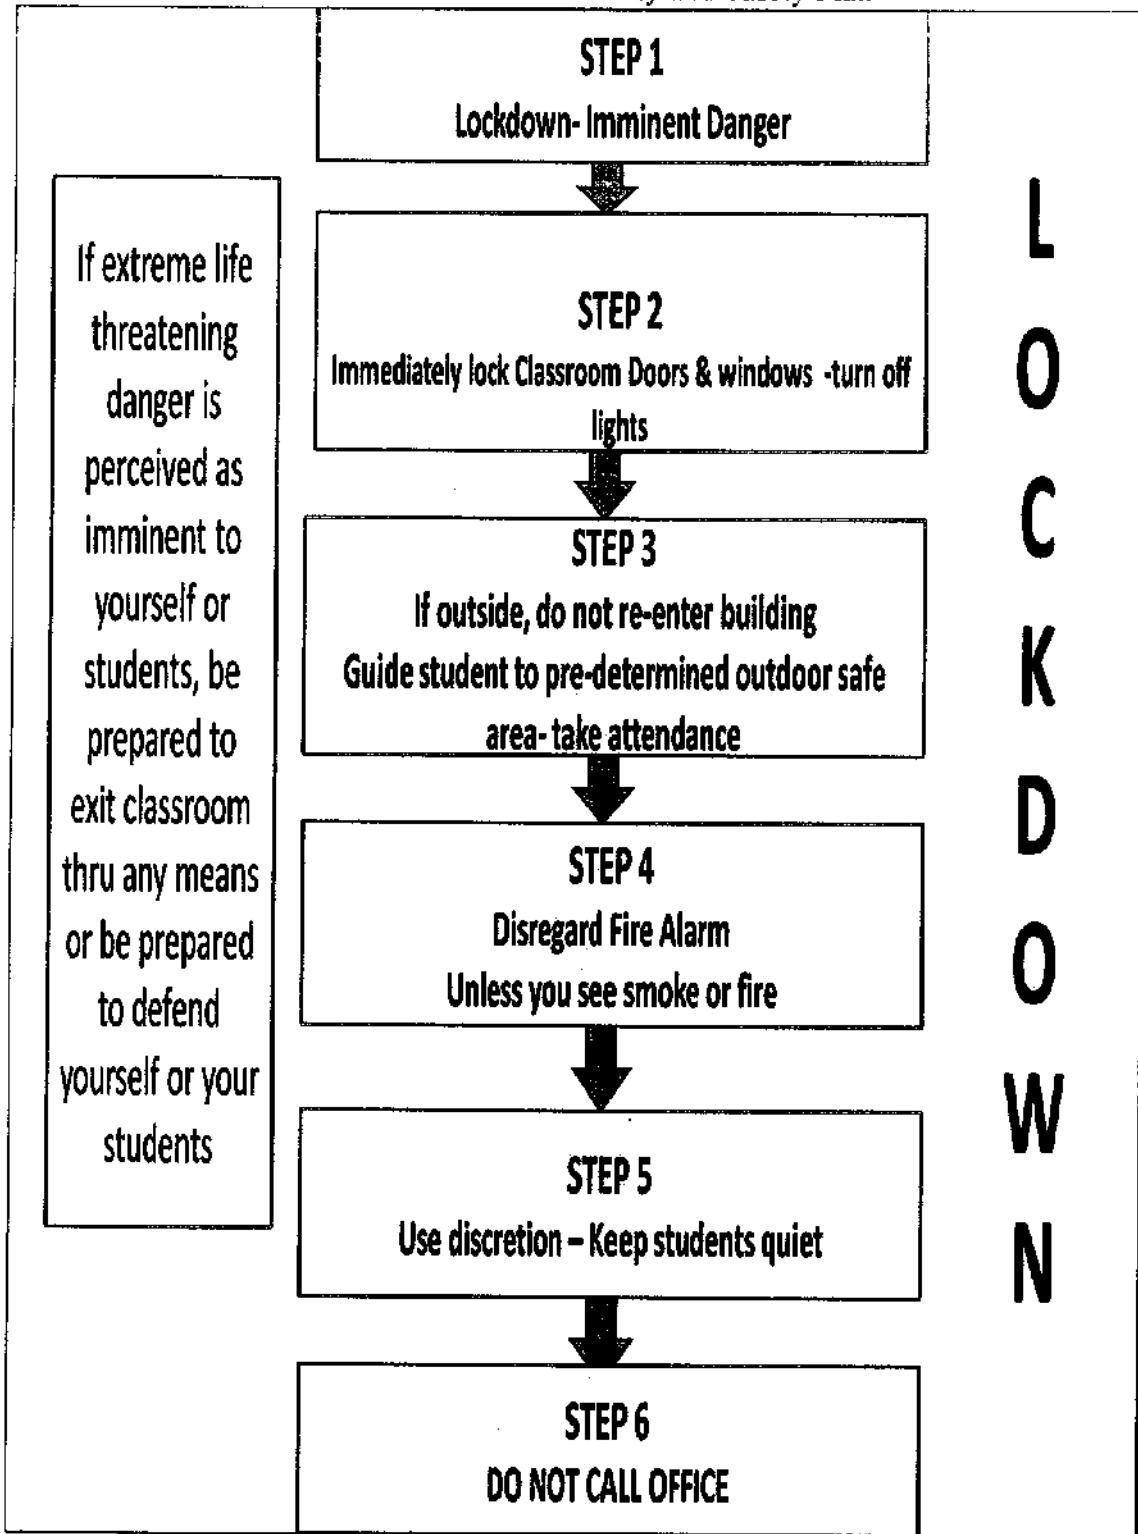 STEP 1
Lockdown- Imminent Danger
If extreme life
threatening
danger is
perceived as
imminent to
yourself or
students, be
prepared to
exit classroom
thru any means
or be prepared
to defend
yourself or your
students
STEP 2
Immediately lock Classroom Doors & windows -turn off
lights
STEP 3
If outside, do not re-enter building
Guide student to pre-determined outdoor safe
area- take attendance
STEP 4
Disregard Fire Alarm
Unless you see smoke or fire
STEP 5
Use discretion – Keep students quiet
STEP 6
DO NOT CALL OFFICE
L
O
C
K
D
O
W
N